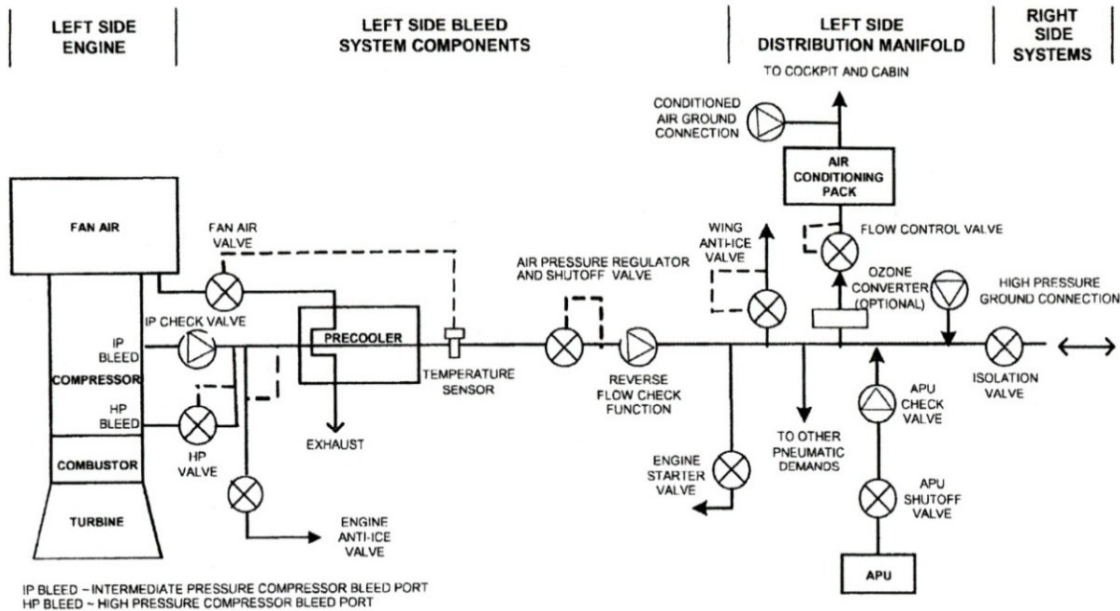 LEFT SIDE
ENGINE
LEFT SIDE BLEED
SYSTEM COMPONENTS
LEFT SIDE
DISTRIBUTION MANIFOLD
RIGHT
SIDE
SYSTEMS
TO COCKPIT AND CABIN
CONDITIONED
AIR GROUND
CONNECTION
AIR
CONDITIONING
PACK
FAN AIR
FAN AIR
VALVE
WING
ANTI-ICE
VALVE
FLOW CONTROL VALVE
AIR PRESSURE REGULATOR
AND SHUTOFF VALVE
OZONE
CONVERTER
(OPTIONAL)
HIGH PRESSURE
GROUND CONNECTION
IP CHECK VALVE
IP
BLEED
PRECOOLER
COMPRESSOR
TEMPERATURE
SENSOR
REVERSE
FLOW CHECK
FUNCTION
APU
CHECK
VALVE
ISOLATION
VALVE
HP
BLEED
HP
VALVE
EXHAUST
TO OTHER
PNEUMATIC
DEMANDS
COMBUSTOR
ENGINE
STARTER
VALVE
APU
SHUTOFF
VALVE
TURBINE
ENGINE
ANTI-ICE
VALVE
APU
IP BLEED ~ INTERMEDIATE PRESSURE COMPRESSOR BLEED PORT
HP BLEED ~ HIGH PRESSURE COMPRESSOR BLEED PORT